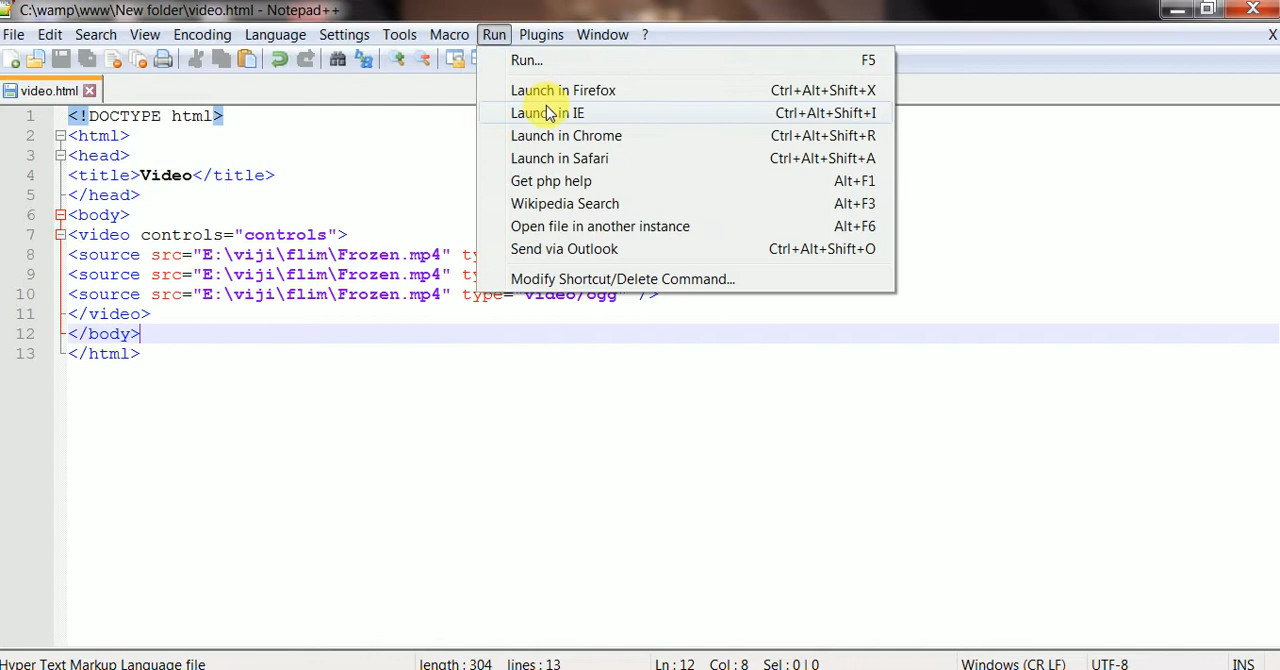 C:\wamp\www\New folder\video.html - Notepad++
File Edit Search View Encoding Language Settings Tools Macro Run Plugins Window ? X
video.html
Run... F5
Launch in Firefox Ctrl+Alt+Shift+X
Launch in IE Ctrl+Alt+Shift+I
Launch in Chrome Ctrl+Alt+Shift+R
Launch in Safari Ctrl+Alt+Shift+A
Get php help Alt+F1
Wikipedia Search Alt+F3
Open file in another instance Alt+F6
Send via Outlook Ctrl+Alt+Shift+O
Modify Shortcut/Delete Command...
1 <!DOCTYPE html>
2 <html>
3 <head>
4 <title>Video</title>
5 </head>
6 <body>
7 <video controls="controls">
8 <source src="E:\viji\flim\Frozen.mp4" ty
9 <source src="E:\viji\flim\Frozen.mp4" ty
10 <source src="E:\viji\flim\Frozen.mp4" type="video/ogg" />
11 </video>
12 </body>
13 </html>
Hyper Text Markup Language file length : 304 lines : 13 Ln : 12 Col : 8 Sel : 0 | 0 Windows (CR LF) UTF-8 INS